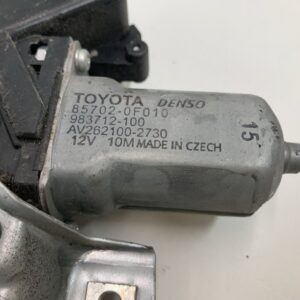 TOYOTA DENSO
85702-0F010
983712-100
AV262100-2730
12V 10M MADE IN CZECH
15